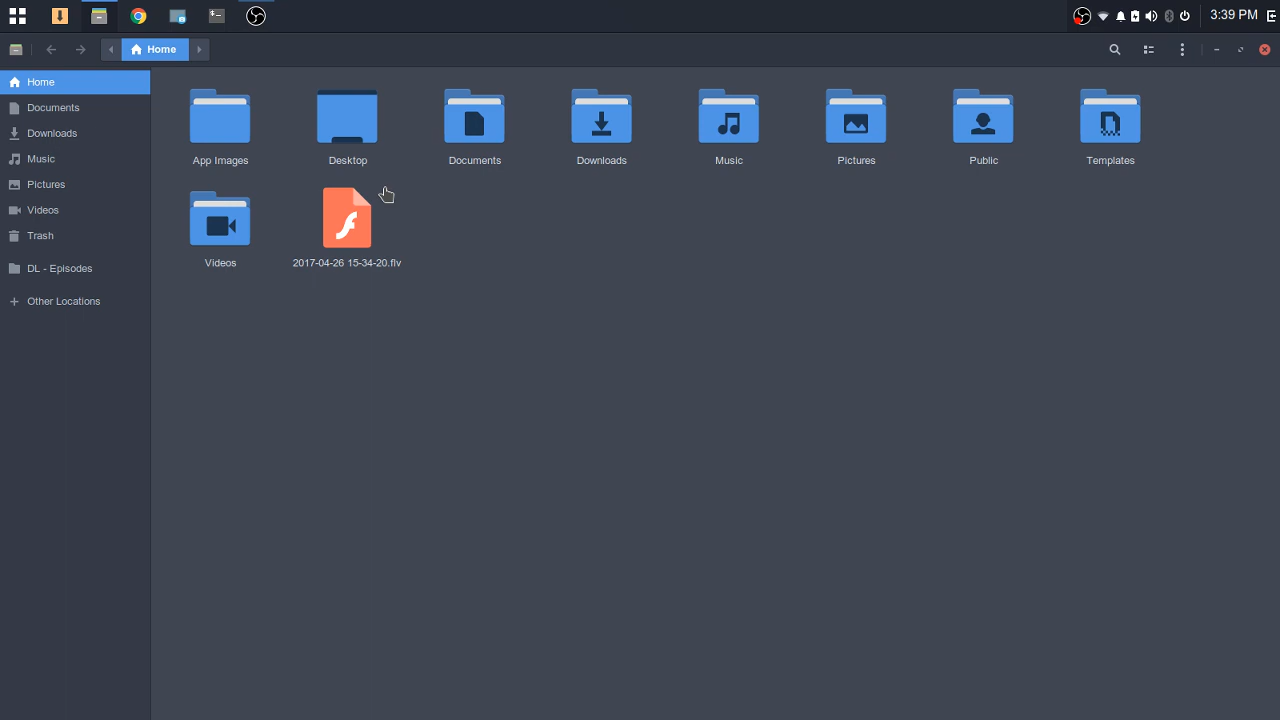 3:39 PM
Home
Home
Documents
Downloads
Music
Pictures
Videos
Trash
DL - Episodes
Other Locations
App Images
Desktop
Documents
Downloads
Music
Pictures
Public
Templates
Videos
2017-04-26 15-34-20.flv